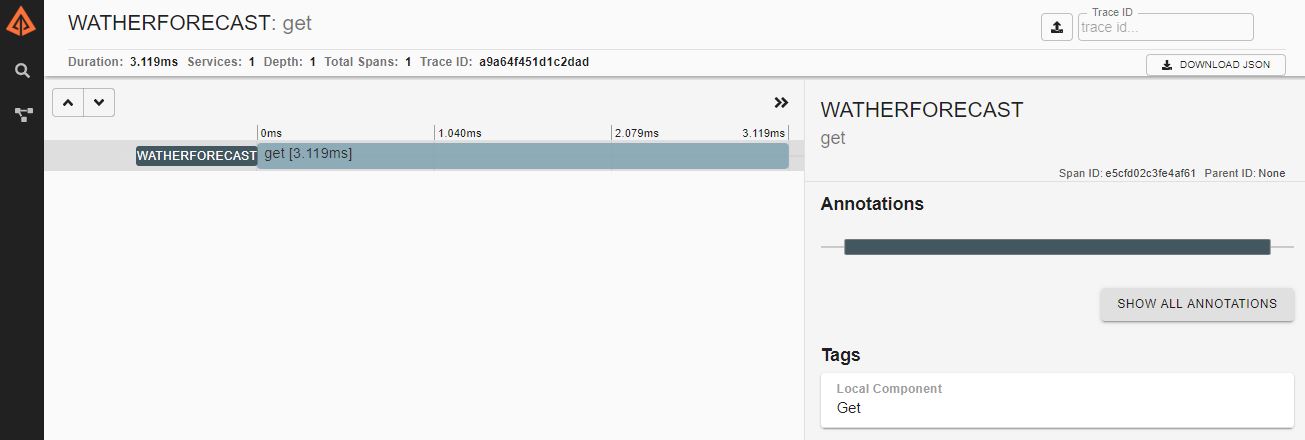 WATHERFORECAST: get
Trace ID
trace id...
Duration: 3.119ms Services: 1 Depth: 1 Total Spans: 1 Trace ID: a9a64f451d1c2dad
DOWNLOAD JSON
0ms 1.040ms 2.079ms 3.119ms
WATHERFORECAST get [3.119ms]
WATHERFORECAST
get
Span ID: e5cfd02c3fe4af61 Parent ID: None
Annotations
SHOW ALL ANNOTATIONS
Tags
Local Component
Get